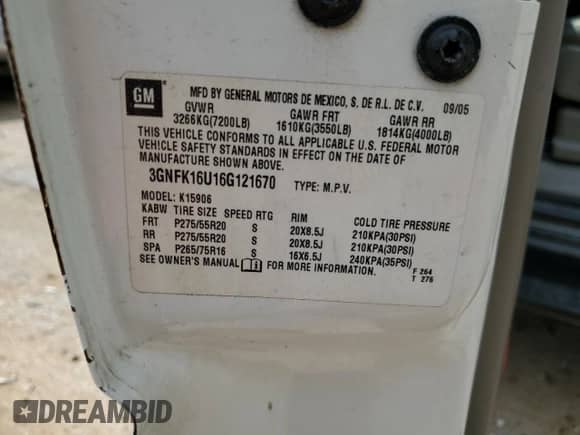 GM
MFD BY GENERAL MOTORS DE MEXICO, S. DE R.L. DE C.V. 09/05
GVWR GAWR FRT GAWR RR
3266KG(7200LB) 1610KG(3550LB) 1814KG(4000LB)
THIS VEHICLE CONFORMS TO ALL APPLICABLE U.S. FEDERAL MOTOR
VEHICLE SAFETY STANDARDS IN EFFECT ON THE DATE OF
MANUFACTURE SHOWN ABOVE.
3GNFK16U16G121670 TYPE: M.P.V.
MODEL: K15906
KABW TIRE SIZE SPEED RTG RIM COLD TIRE PRESSURE
FRT P275/55R20 S 20X8.5J 210KPA(30PSI)
RR P275/55R20 S 20X8.5J 210KPA(30PSI)
SPA P265/75R16 S 16X6.5J 240KPA(35PSI)
SEE OWNER'S MANUAL FOR MORE INFORMATION.
F 264
T 276
DREAMBID